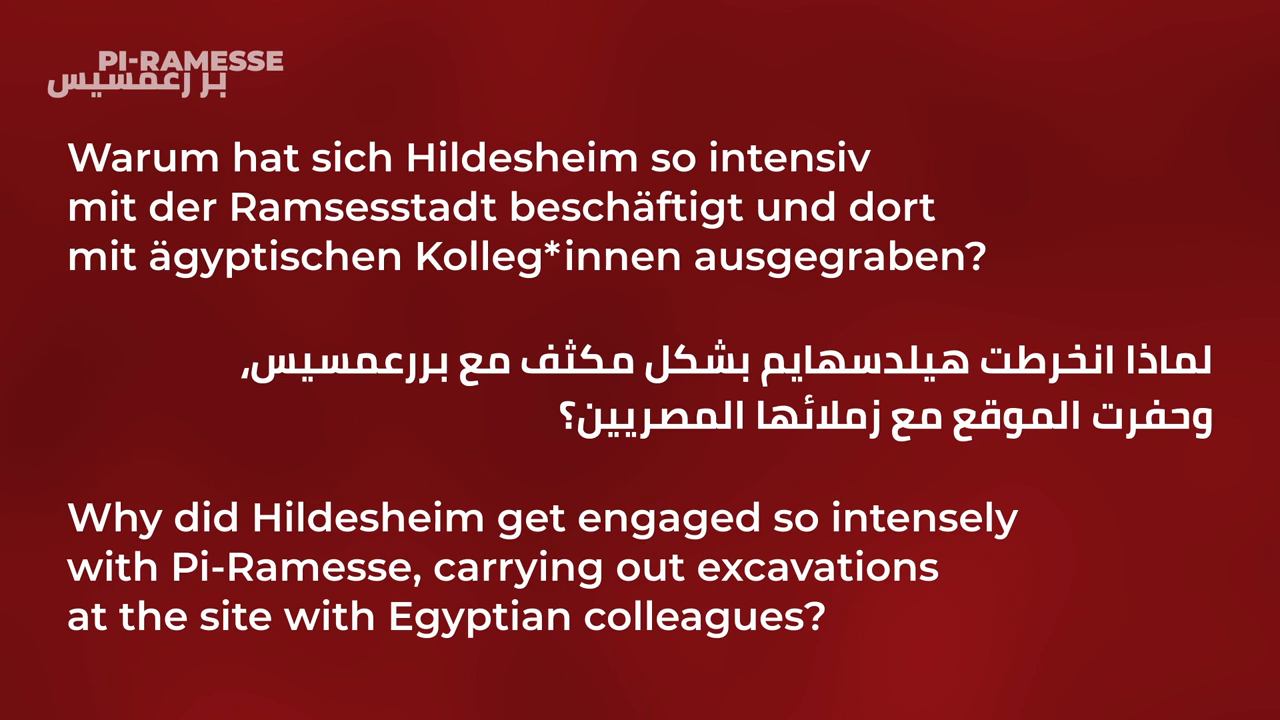 PI-RAMESSE
بر رعمسيس
Warum hat sich Hildesheim so intensiv
mit der Ramsesstadt beschäftigt und dort
mit ägyptischen Kolleg*innen ausgegraben?
لماذا انخرطت هيلدسهايم بشكل مكثف مع بررعمسيس،
وحفرت الموقع مع زملائها المصريين؟
Why did Hildesheim get engaged so intensely
with Pi-Ramesse, carrying out excavations
at the site with Egyptian colleagues?